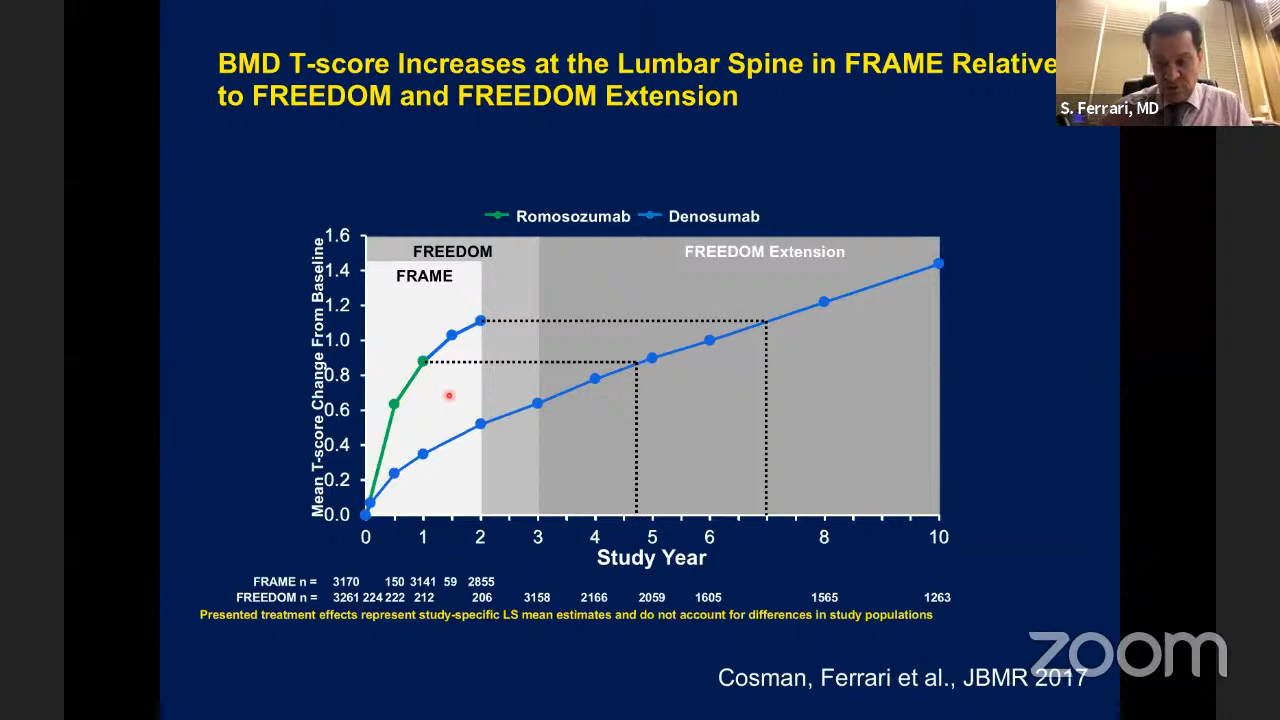 BMD T-score Increases at the Lumbar Spine in FRAME Relative
to FREEDOM and FREEDOM Extension
S. Ferrari, MD
Romosozumab Denosumab
Mean T-score Change From Baseline
1.6
1.4
1.2
1.0
0.8
0.6
0.4
0.2
0.0
FREEDOM
FREEDOM Extension
FRAME
0 1 2 3 4 5 6 8 10
Study Year
FRAME n = 3170 150 3141 59 2855
FREEDOM n = 3261 224 222 212 206 3158 2166 2059 1605 1565 1263
Presented treatment effects represent study-specific LS mean estimates and do not account for differences in study populations
zoom
Cosman, Ferrari et al., JBMR 2017